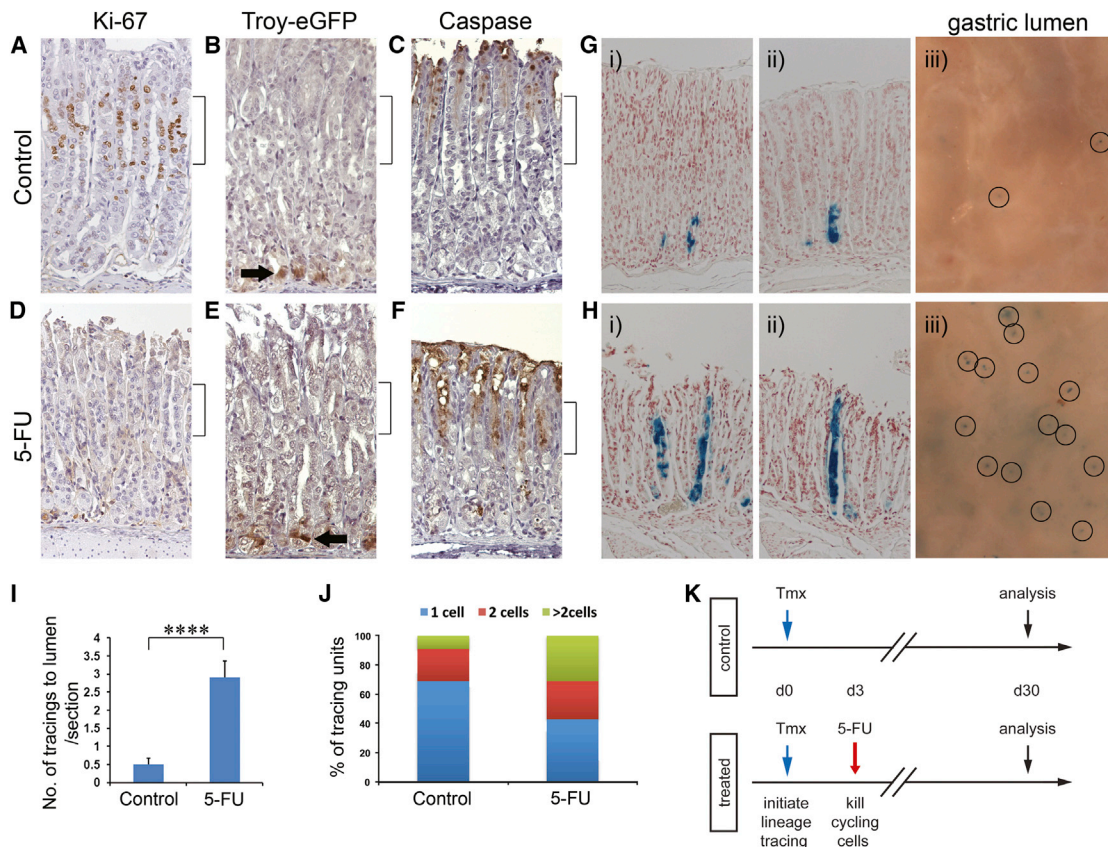 Ki-67 Troy-eGFP Caspase gastric lumen
A B C G i) ii) iii)
Control
D E F H i) ii) iii)
5-FU
I
No. of tracings to lumen
/section
4
3.5
3
2.5
2
1.5
1
0.5
0
****
Control 5-FU
J
1 cell 2 cells >2cells
% of tracing units
100
80
60
40
20
0
Control 5-FU
K
control
Tmx analysis
d0 d3 d30
treated
Tmx 5-FU analysis
initiate kill
lineage cycling
tracing cells